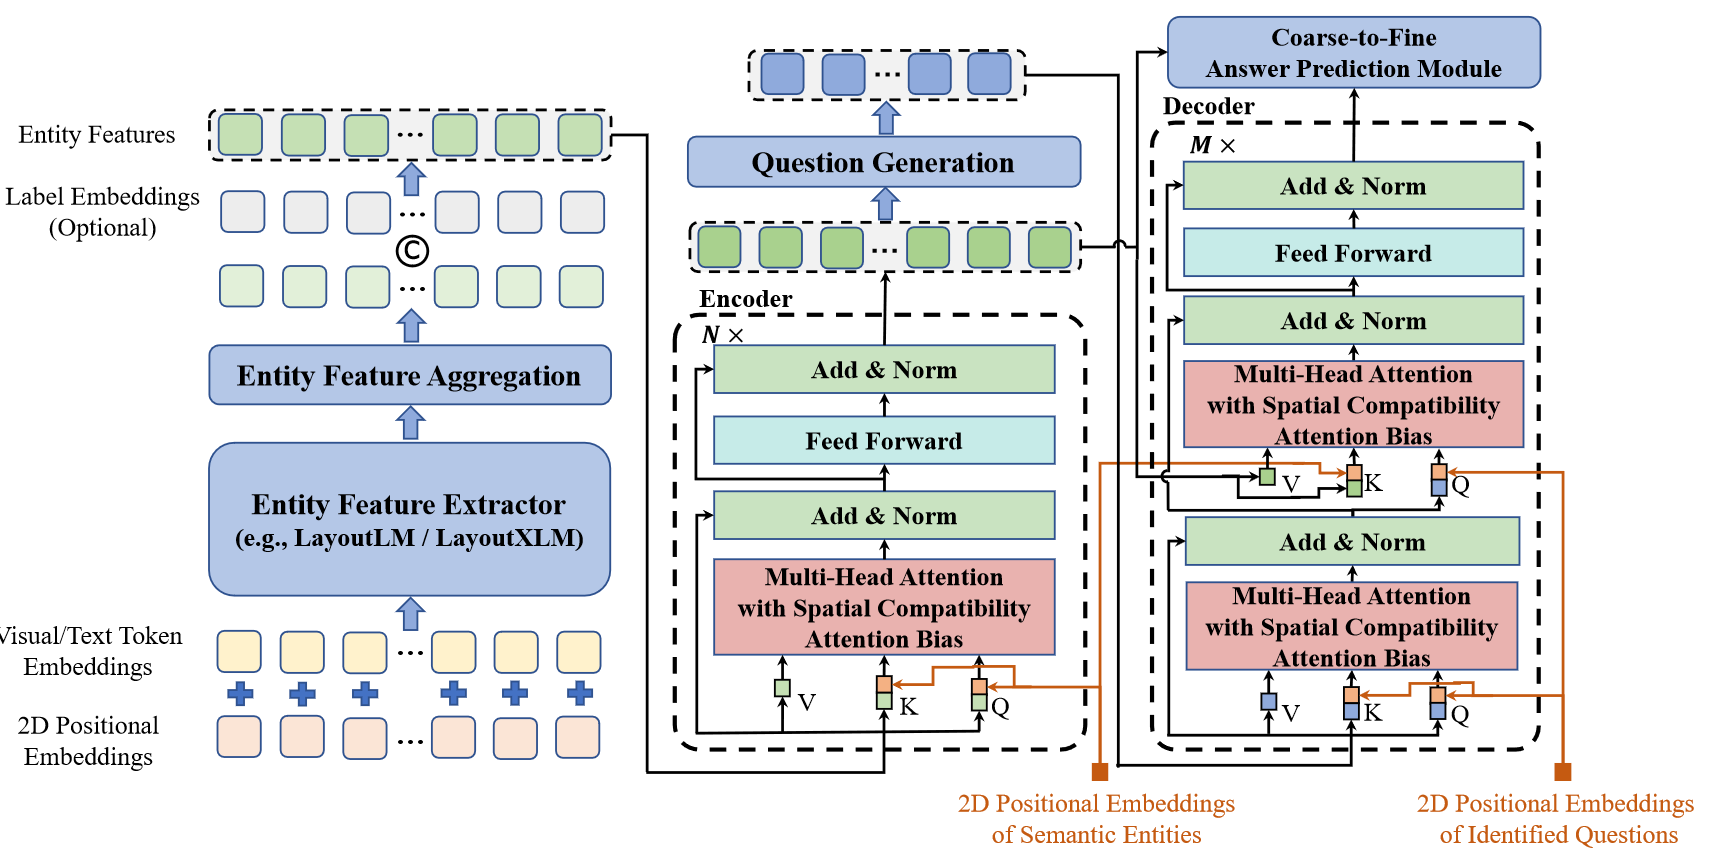 Entity Features
Label Embeddings
(Optional)
©
Entity Feature Aggregation
Entity Feature Extractor
(e.g., LayoutLM / LayoutXLM)
Visual/Text Token
Embeddings
2D Positional
Embeddings
Question Generation
Encoder
N ×
Add & Norm
Feed Forward
Add & Norm
Multi-Head Attention
with Spatial Compatibility
Attention Bias
V
K
Q
2D Positional Embeddings
of Semantic Entities
Coarse-to-Fine
Answer Prediction Module
Decoder
M ×
Add & Norm
Feed Forward
Add & Norm
Multi-Head Attention
with Spatial Compatibility
Attention Bias
V
K
Q
Add & Norm
Multi-Head Attention
with Spatial Compatibility
Attention Bias
V
K
Q
2D Positional Embeddings
of Identified Questions